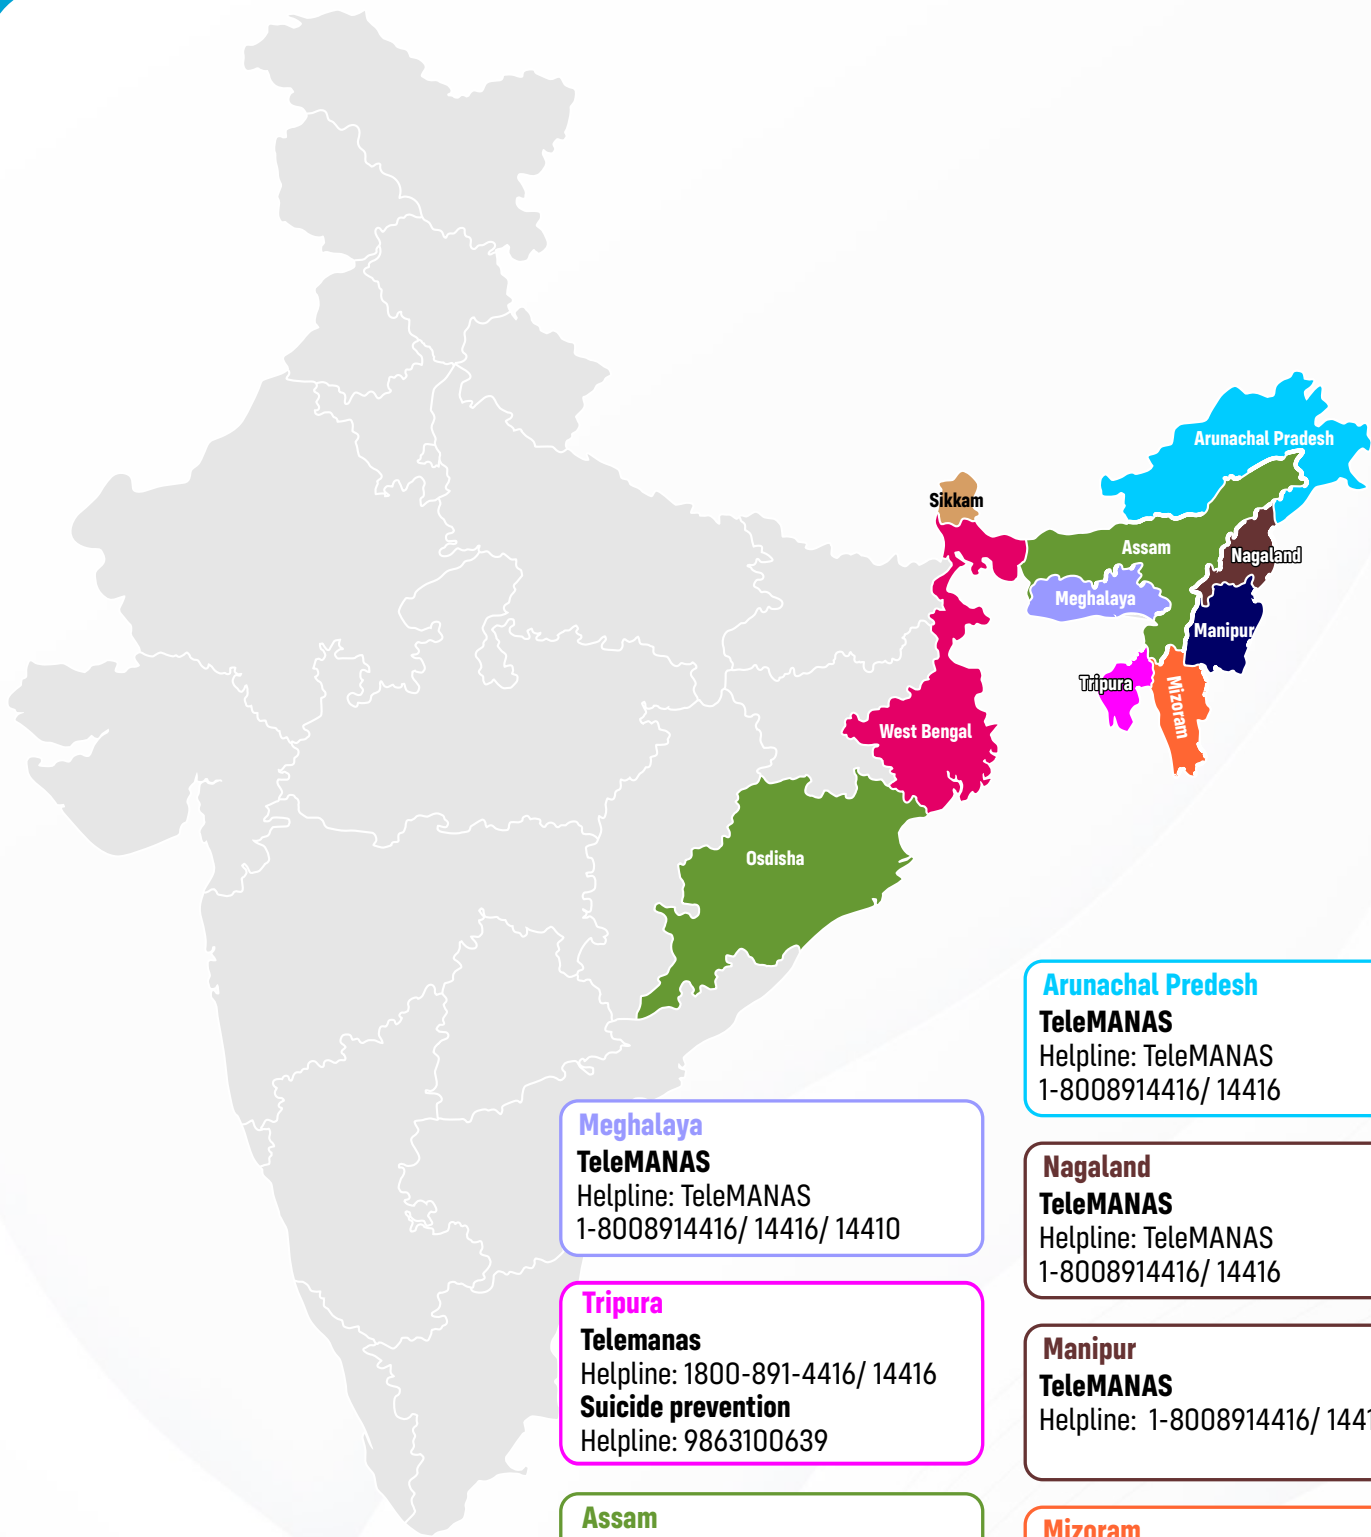 Arunachal Pradesh
Sikkam
Assam
Nagaland
Meghalaya
Manipur
Tripura
Mizoram
West Bengal
Osdisha
Arunachal Predesh
TeleMANAS
Helpline: TeleMANAS
1-8008914416/ 14416
Meghalaya
TeleMANAS
Helpline: TeleMANAS
1-8008914416/ 14416/ 14410
Nagaland
TeleMANAS
Helpline: TeleMANAS
1-8008914416/ 14416
Tripura
Telemanas
Helpline: 1800-891-4416/ 14416
Suicide prevention
Helpline: 9863100639
Manipur
TeleMANAS
Helpline: 1-8008914416/ 1441
Assam
Mizoram